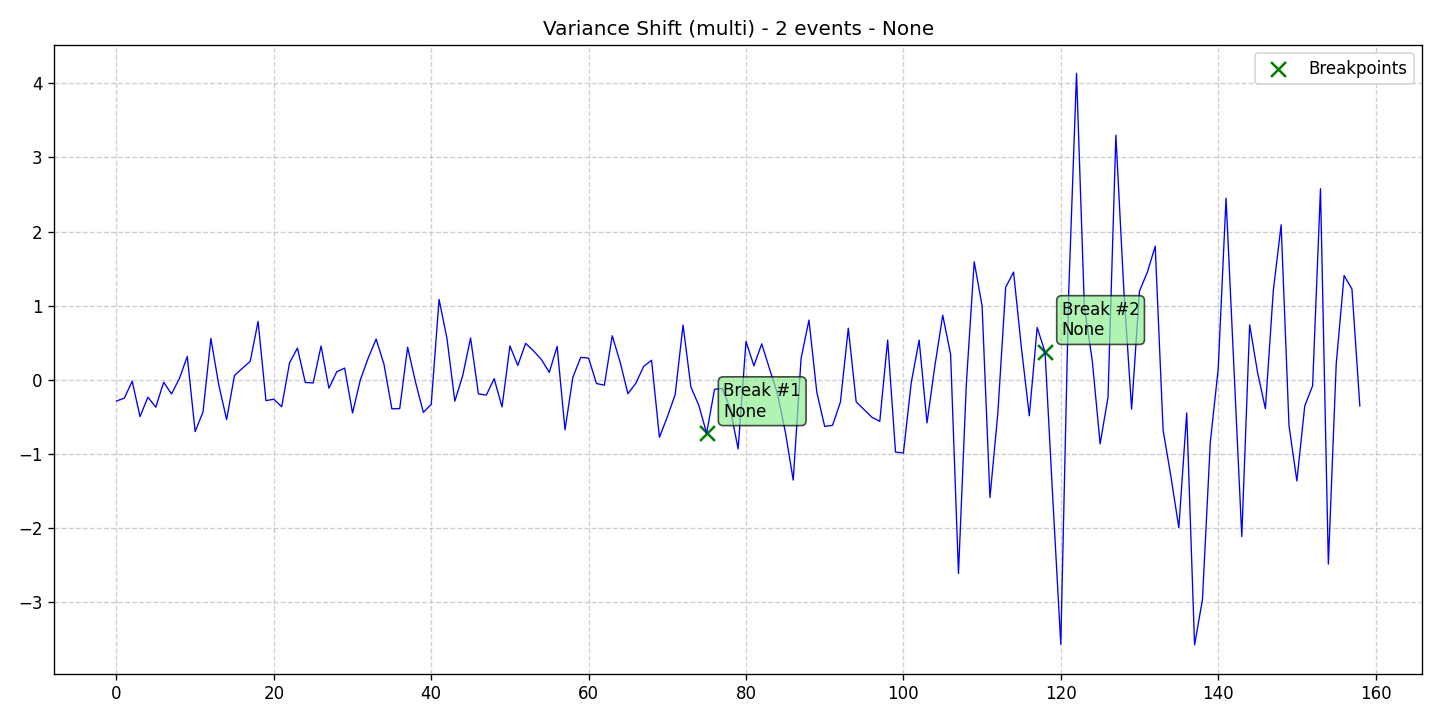 Variance Shift (multi) - 2 events - None
Breakpoints
4
3
2
1
0
−1
−2
−3
Break #2
None
Break #1
None
0 20 40 60 80 100 120 140 160